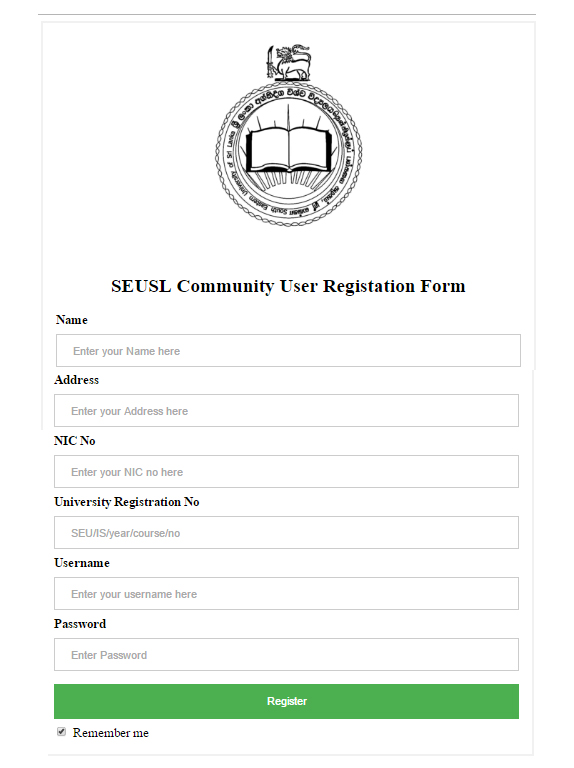 South Eastern University of Sri Lanka
SEUSL Community User Registation Form
Name
Enter your Name here
Address
Enter your Address here
NIC No
Enter your NIC no here
University Registration No
SEU/IS/year/course/no
Username
Enter your username here
Password
Enter Password
Register
Remember me